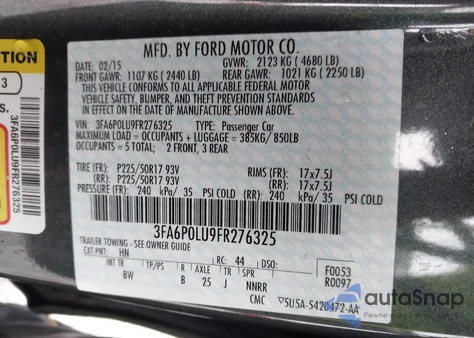 MFD. BY FORD MOTOR CO.
DATE: 02/15 GVWR: 2123 KG ( 4680 LB)
FRONT GAWR: 1107 KG ( 2440 LB) REAR GAWR: 1021 KG ( 2250 LB)
THIS VEHICLE CONFORMS TO ALL APPLICABLE FEDERAL MOTOR
VEHICLE SAFETY, BUMPER, AND THEFT PREVENTION STANDARDS
IN EFFECT ON THE DATE OF MANUFACTURE SHOWN ABOVE.
VIN: 3FA6P0LU9FR276325 TYPE: Passenger Car
MAXIMUM LOAD = OCCUPANTS + LUGGAGE = 385KG/ 850LB
OCCUPANTS = 5 TOTAL: 2 FRONT, 3 REAR
TIRE (FR): P225/50R17 93V RIMS (FR): 17x7.5J
(RR): P225/50R17 93V (RR): 17x7.5J
PRESSURE (FR): 240 kPa/ 35 PSI COLD (RR): 240 kPa/ 35 PSI COLD
3FA6P0LU9FR276325
TRAILER TOWING - SEE OWNER GUIDE
EXT PNT: HN RC: 44 DSO: F0053
INT TR TP/PS R AXLE TR SPR R0097
BW B 25 J NNRR
CMC 5U5A-5420472-AA
UTION
3
S.
3FA6P0LU9FR276325
autoSnap